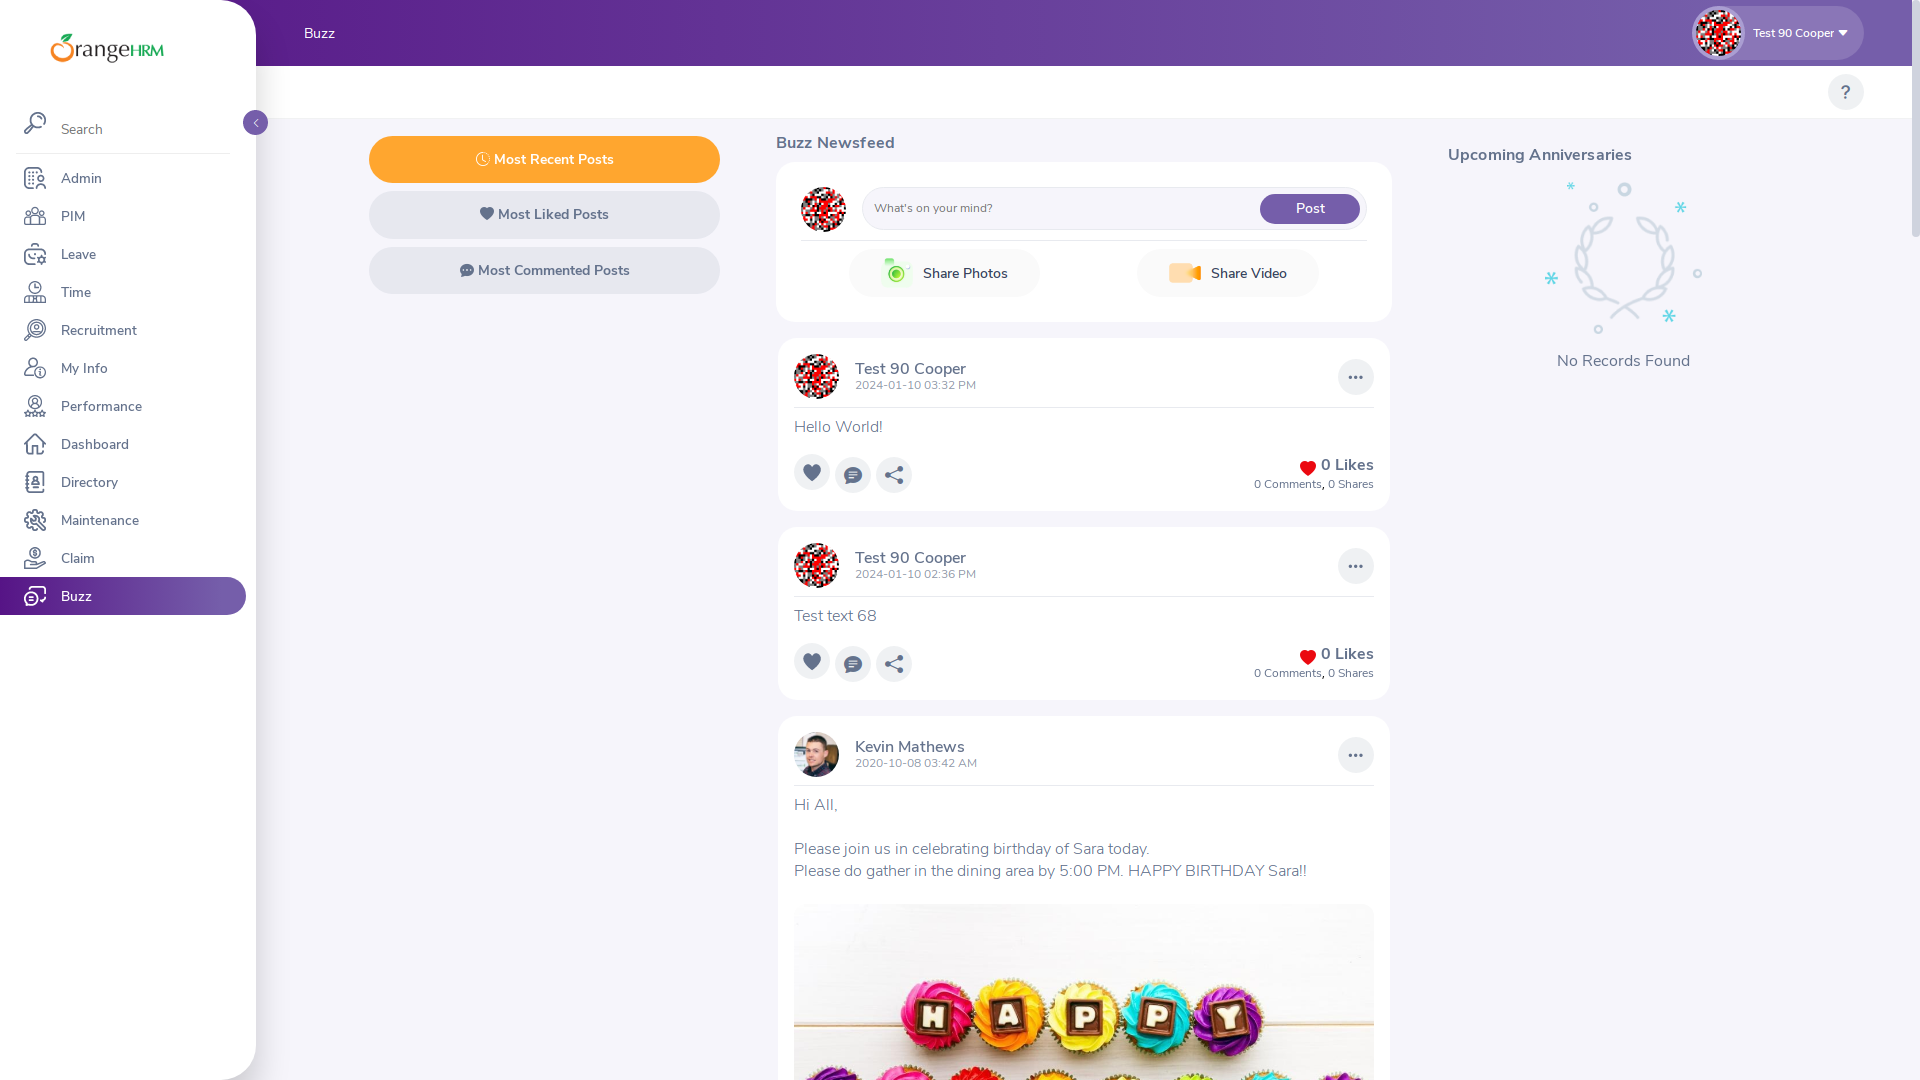 OrangeHRM
Search
Admin
PIM
Leave
Time
Recruitment
My Info
Performance
Dashboard
Directory
Maintenance
Claim
Buzz
Buzz
Test 90 Cooper
?
Most Recent Posts
Most Liked Posts
Most Commented Posts
Buzz Newsfeed
What's on your mind?
Post
Share Photos
Share Video
Test 90 Cooper
2024-01-10 03:32 PM
Hello World!
0 Likes
0 Comments, 0 Shares
Test 90 Cooper
2024-01-10 02:36 PM
Test text 68
0 Likes
0 Comments, 0 Shares
Kevin Mathews
2020-10-08 03:42 AM
Hi All,
Please join us in celebrating birthday of Sara today.
Please do gather in the dining area by 5:00 PM. HAPPY BIRTHDAY Sara!!
HAPPY
Upcoming Anniversaries
No Records Found